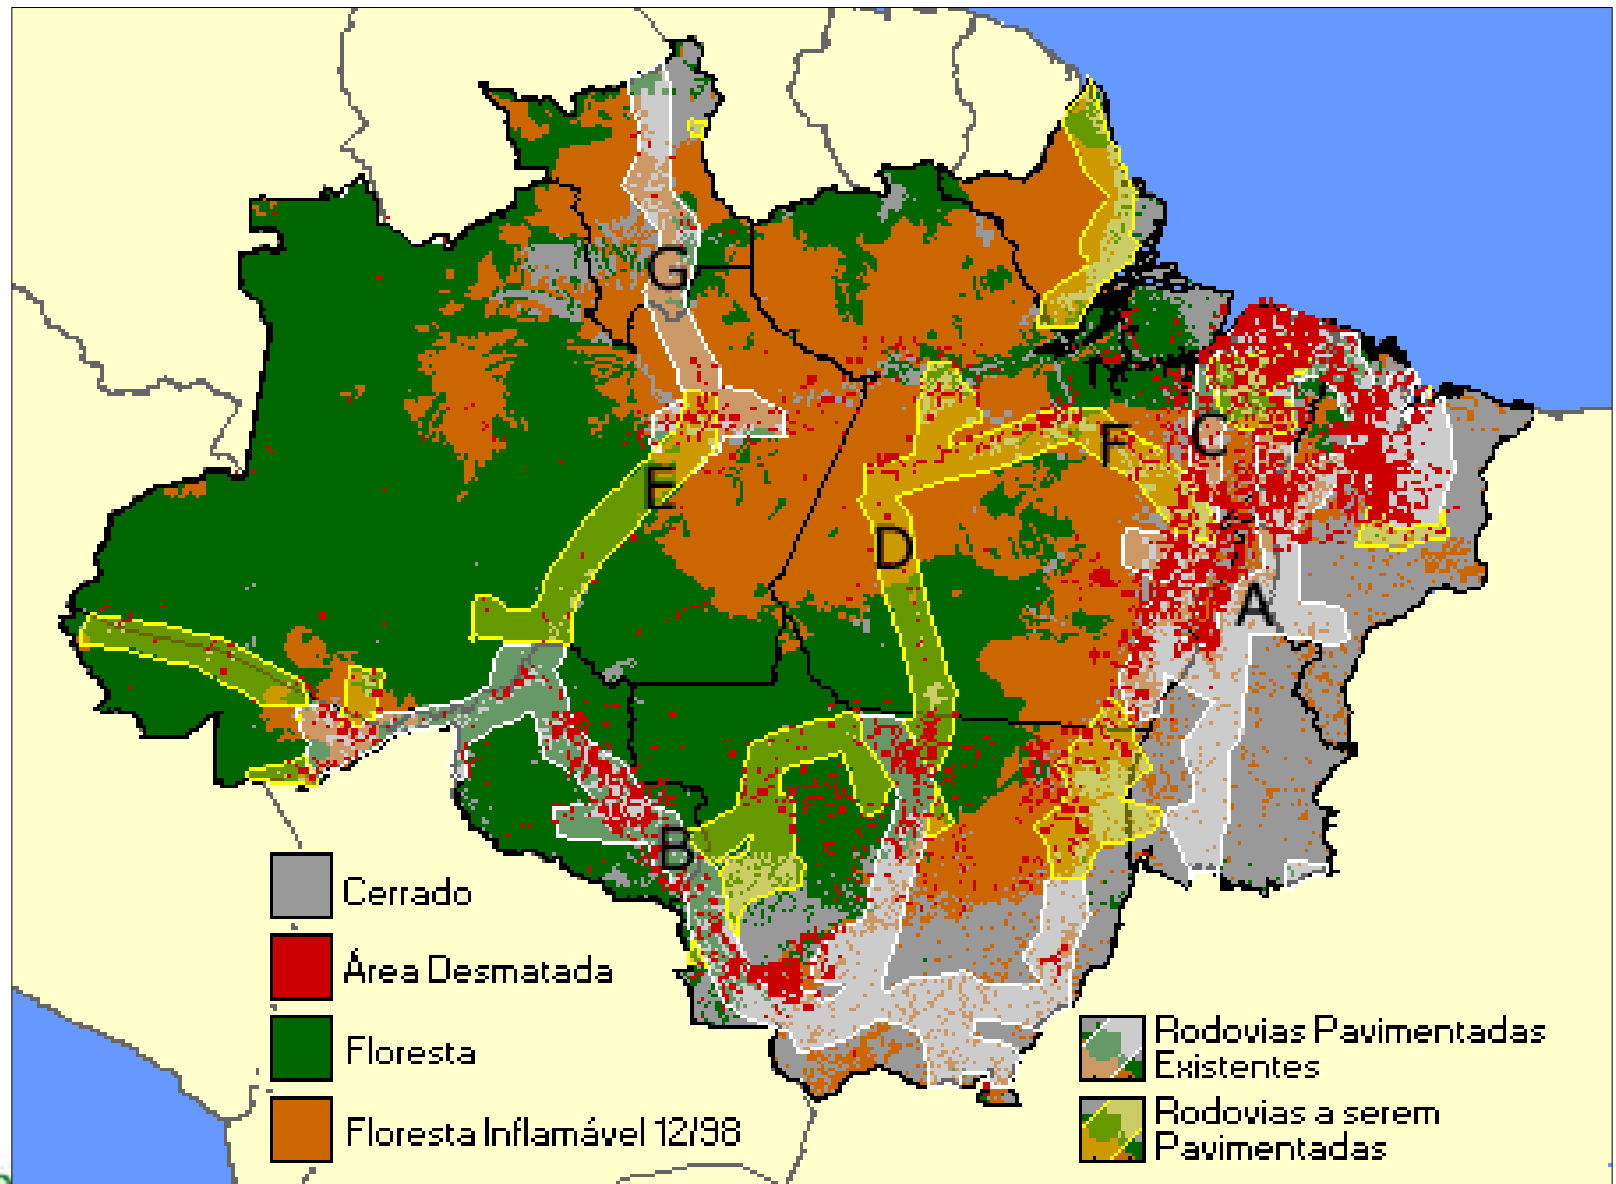 G
C
E
F
D
A
B
Cerrado
Área Desmatada
Floresta
Floresta Inflamável 12/98
Rodovias Pavimentadas
Existentes
Rodovias a serem
Pavimentadas